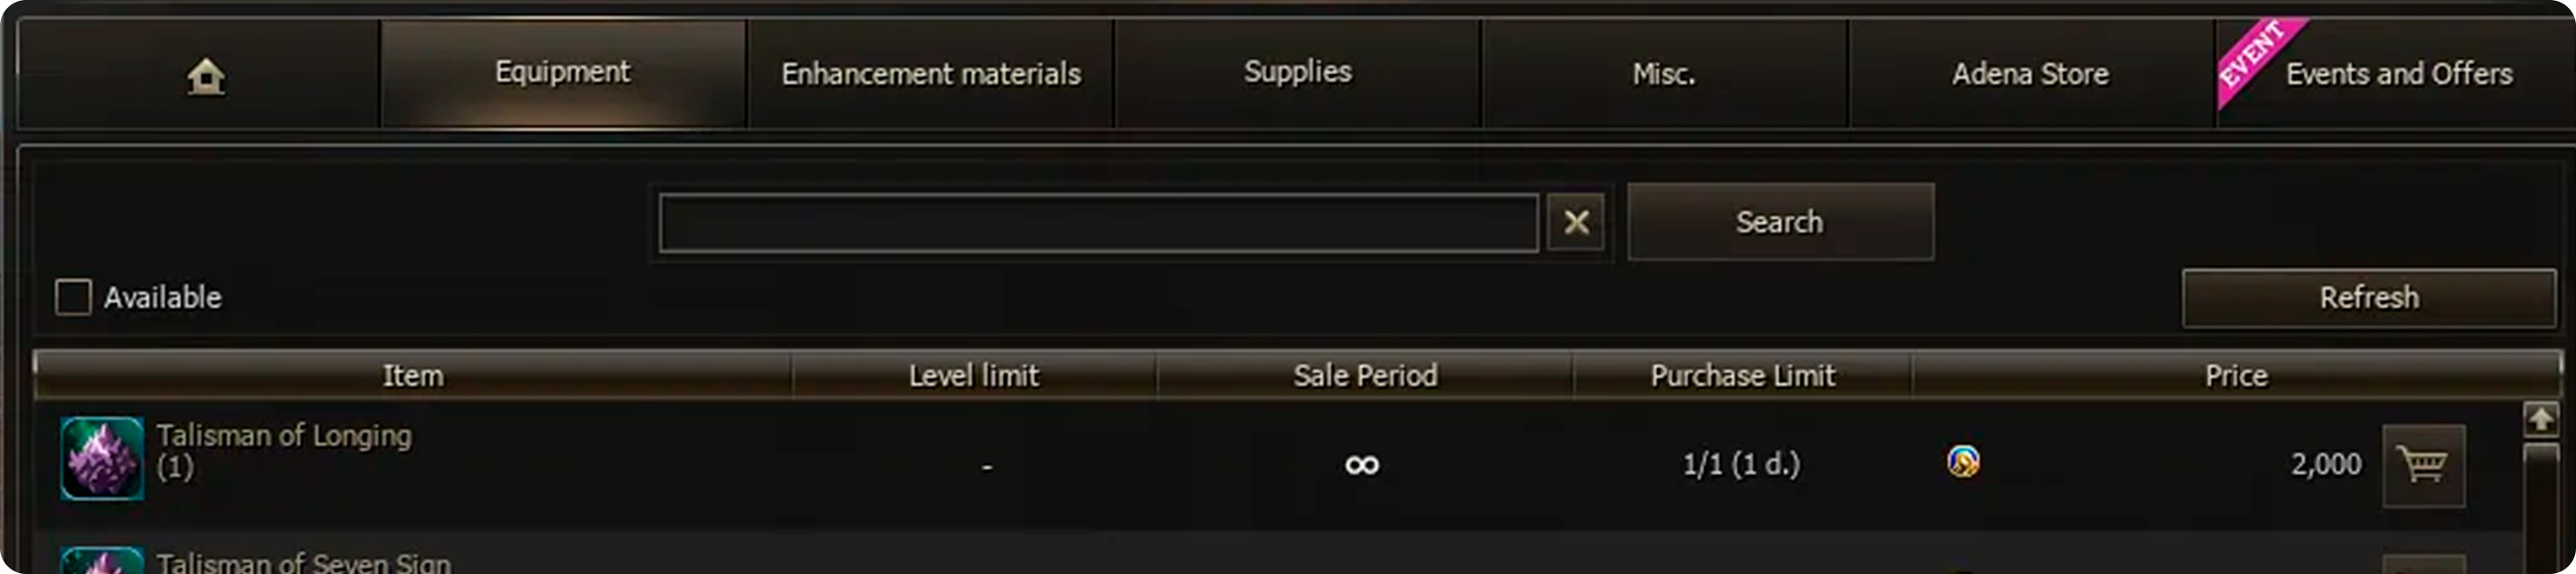 Equipment
Enhancement materials
Supplies
Misc.
Adena Store
EVENT
Events and Offers
Search
Available
Refresh
Item
Level limit
Sale Period
Purchase Limit
Price
Talisman of Longing
(1)
-
∞
1/1 (1 d.)
2,000
Talisman of Seven Sign